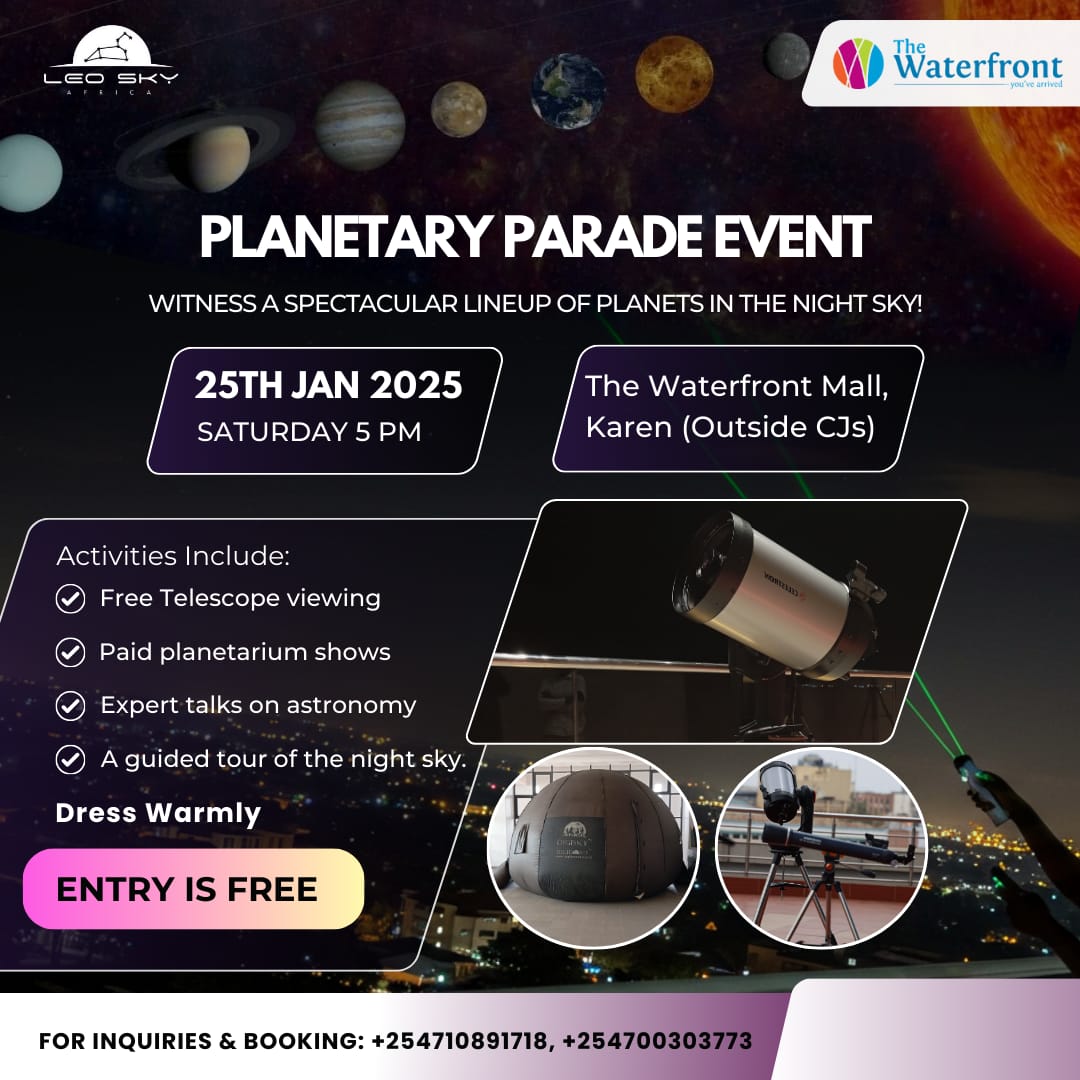 LEO SKY
AFRICA
The
Waterfront
you've arrived
PLANETARY PARADE EVENT
WITNESS A SPECTACULAR LINEUP OF PLANETS IN THE NIGHT SKY!
25TH JAN 2025
SATURDAY 5 PM
The Waterfront Mall,
Karen (Outside CJs)
Activities Include:
Free Telescope viewing
Paid planetarium shows
Expert talks on astronomy
A guided tour of the night sky.
Dress Warmly
ENTRY IS FREE
CELESTRON
FOR INQUIRIES & BOOKING: +254710891718, +254700303773